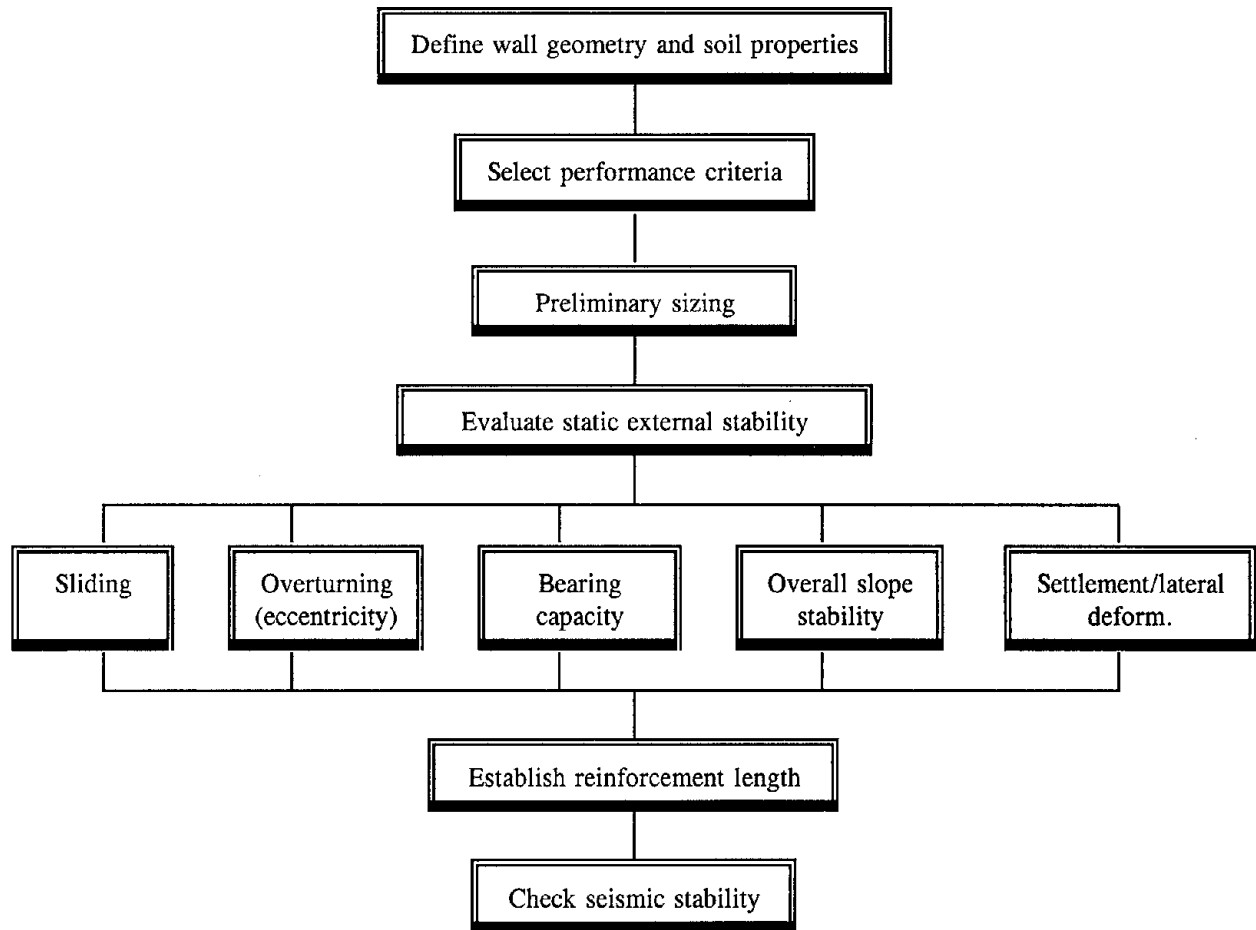 Define wall geometry and soil properties
Select performance criteria
Preliminary sizing
Evaluate static external stability
Sliding
Overturning
(eccentricity)
Bearing
capacity
Overall slope
stability
Settlement/lateral
deform.
Establish reinforcement length
Check seismic stability